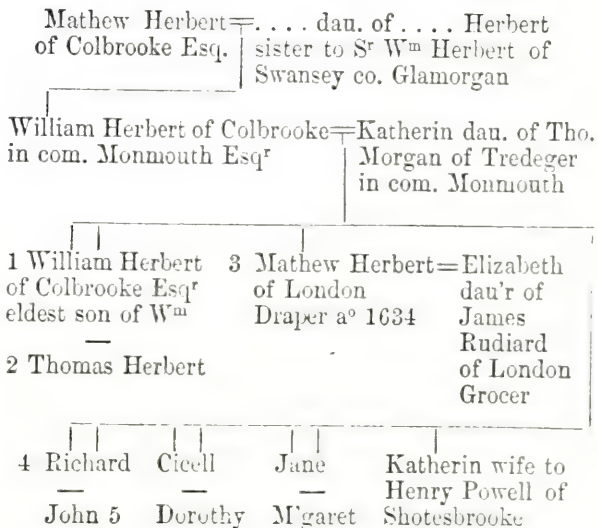 Mathew Herbert=.... dau. of .... Herbert
of Colbrooke Esq. sister to Sʳ Wᵐ Herbert of
Swansey co. Glamorgan
William Herbert of Colbrooke=Katherin dau. of Tho.
in com. Monmouth Esqʳ Morgan of Tredeger
in com. Monmouth
1 William Herbert 3 Mathew Herbert=Elizabeth
of Colbrooke Esqʳ of London dau'r of
eldest son of Wᵐ Draper aº 1634 James
Rudiard
2 Thomas Herbert of London
Grocer
4 Richard Cicell Jane Katherin wife to
Henry Powell of
John 5 Dorothy M'garet Shotesbrooke